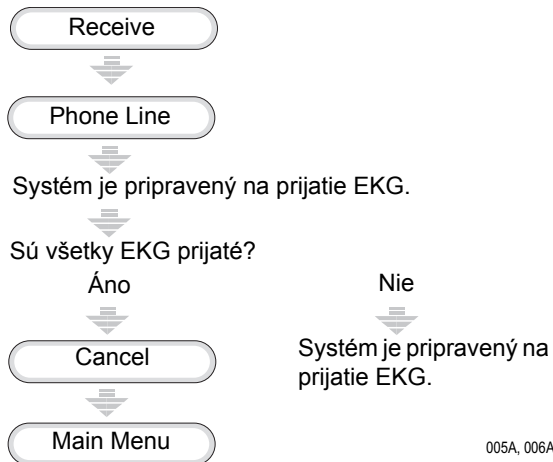 Receive
Phone Line
Systém je pripravený na prijatie EKG.
Sú všetky EKG prijaté?
Áno
Nie
Cancel
Systém je pripravený na
prijatie EKG.
Main Menu
005A, 006A